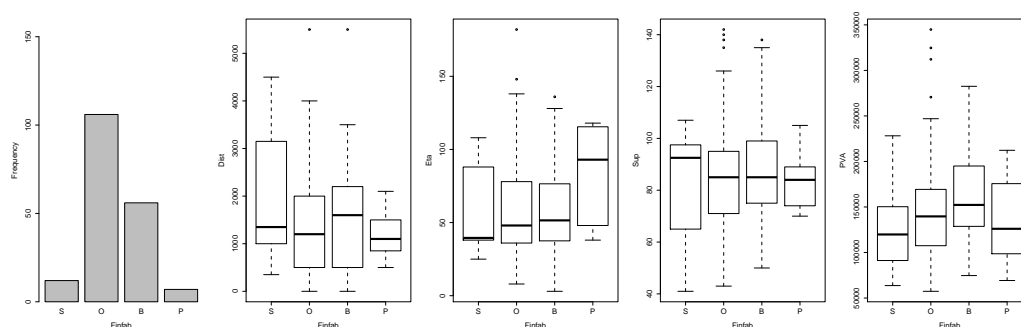 Frequency
0
50
100
150
S O B P
Einfab
Dist
0
1000
2000
3000
4000
5000
S O B P
Einfab
Eta
0
50
100
150
S O B P
Einfab
Sup
40
60
80
100
120
140
S O B P
Einfab
PVA
50000
100000
150000
200000
250000
300000
350000
S O B P
Einfab